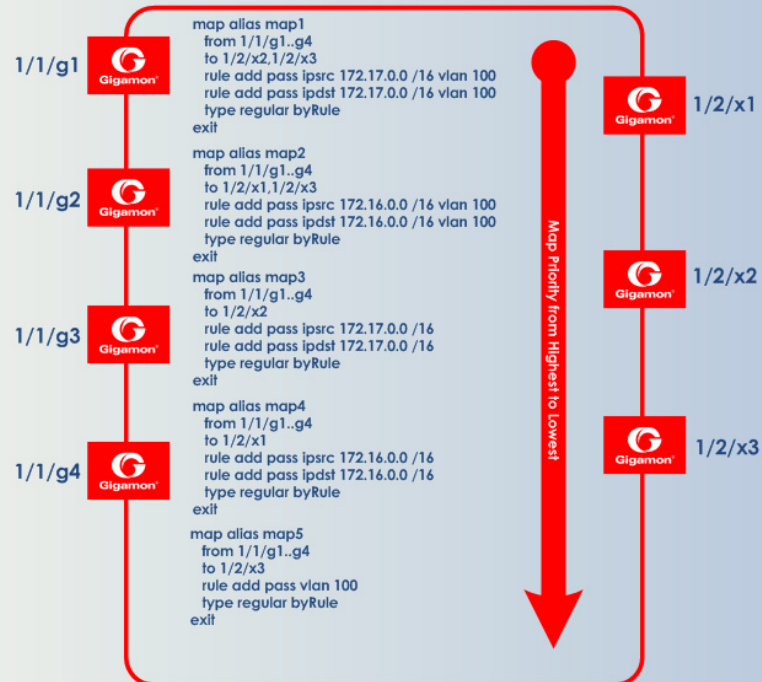 1/1/g1
Gigamon®
1/1/g2
Gigamon®
1/1/g3
Gigamon®
1/1/g4
Gigamon®
map alias map1
from 1/1/g1..g4
to 1/2/x2,1/2/x3
rule add pass ipsrc 172.17.0.0 /16 vlan 100
rule add pass ipdst 172.17.0.0 /16 vlan 100
type regular byRule
exit
map alias map2
from 1/1/g1..g4
to 1/2/x1,1/2/x3
rule add pass ipsrc 172.16.0.0 /16 vlan 100
rule add pass ipdst 172.16.0.0 /16 vlan 100
type regular byRule
exit
map alias map3
from 1/1/g1..g4
to 1/2/x2
rule add pass ipsrc 172.17.0.0 /16
rule add pass ipdst 172.17.0.0 /16
type regular byRule
exit
map alias map4
from 1/1/g1..g4
to 1/2/x1
rule add pass ipsrc 172.16.0.0 /16
rule add pass ipdst 172.16.0.0 /16
type regular byRule
exit
map alias map5
from 1/1/g1..g4
to 1/2/x3
rule add pass vlan 100
type regular byRule
exit
Map Priority from Highest to Lowest
Gigamon®
1/2/x1
Gigamon®
1/2/x2
Gigamon®
1/2/x3